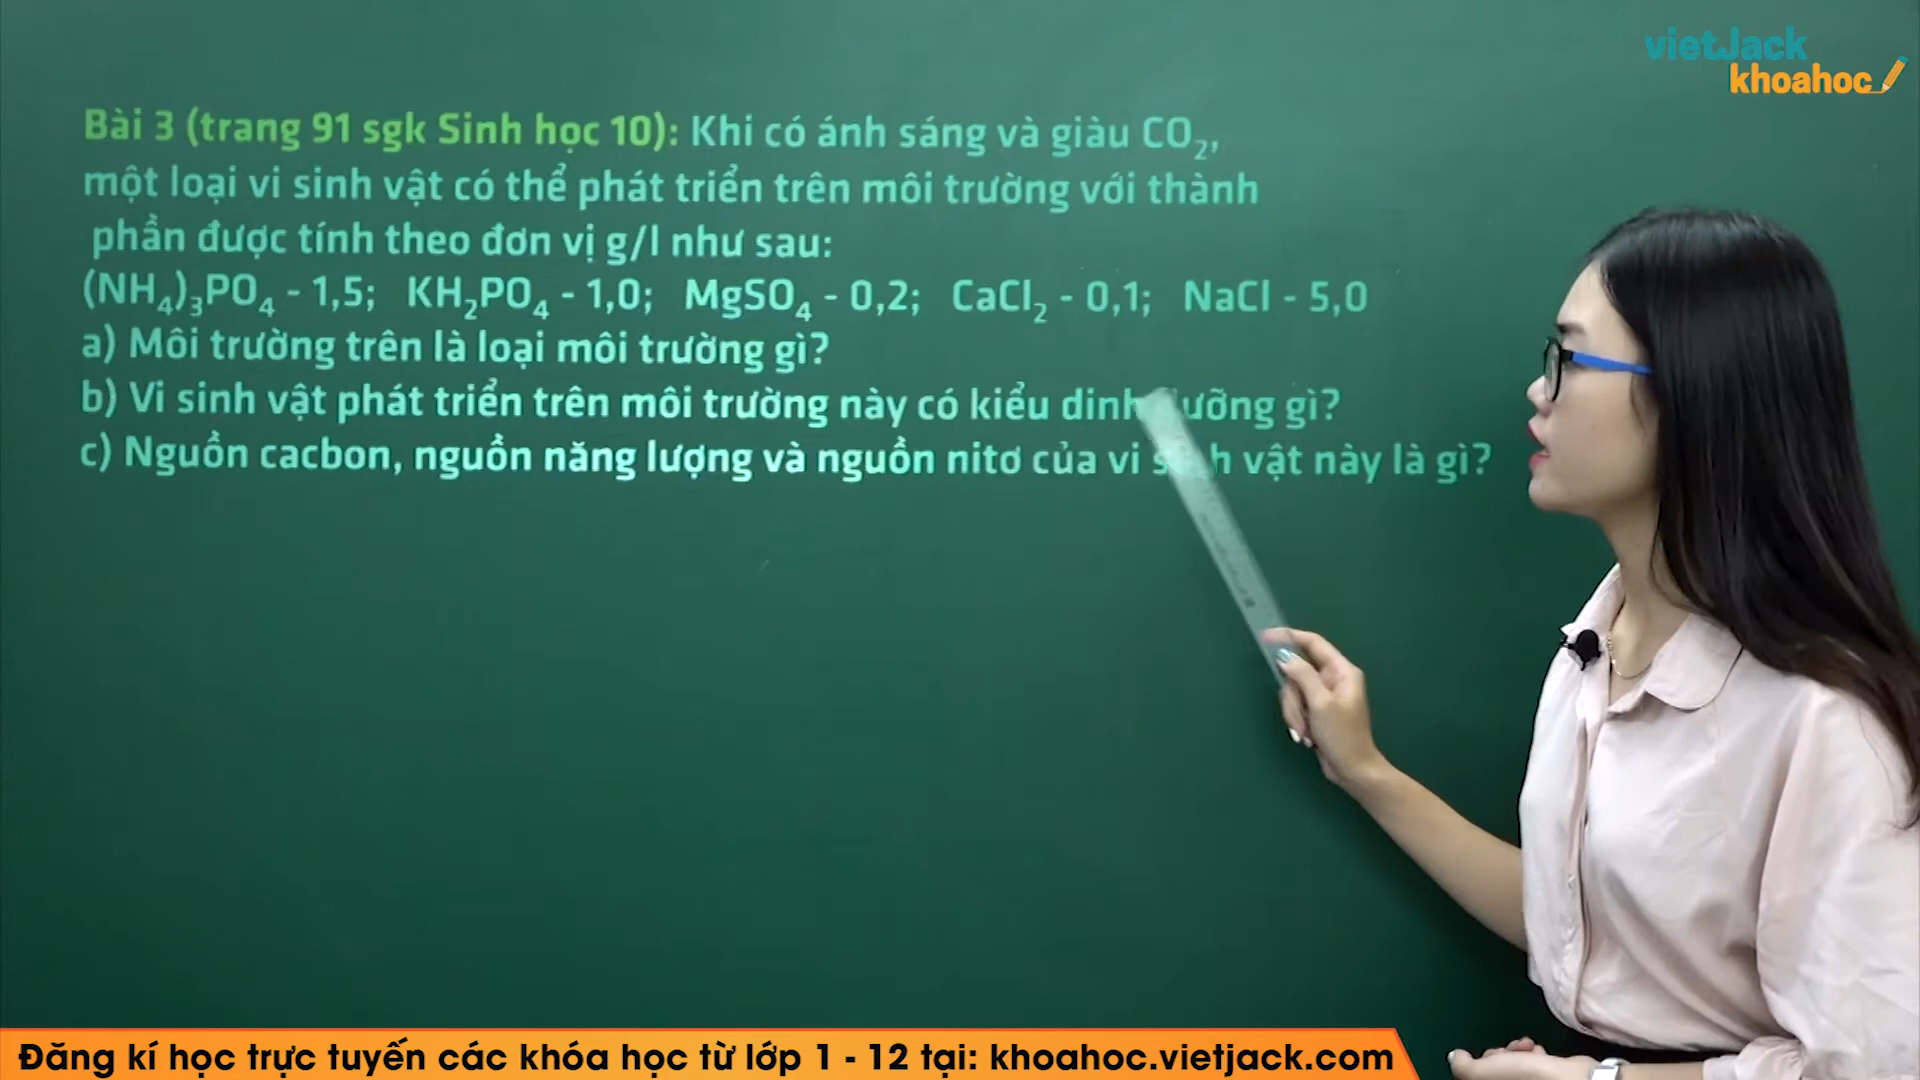 vietJack
khoahoc
Bài 3 (trang 91 sgk Sinh học 10): Khi có ánh sáng và giàu CO₂,
một loại vi sinh vật có thể phát triển trên môi trường với thành
phần được tính theo đơn vị g/l như sau:
(NH₄)₃PO₄ - 1,5; KH₂PO₄ - 1,0; MgSO₄ - 0,2; CaCl₂ - 0,1; NaCl - 5,0
a) Môi trường trên là loại môi trường gì?
b) Vi sinh vật phát triển trên môi trường này có kiểu dinh dưỡng gì?
c) Nguồn cacbon, nguồn năng lượng và nguồn nitơ của vi sinh vật này là gì?
Đăng kí học trực tuyến các khóa học từ lớp 1 - 12 tại: khoahoc.vietjack.com